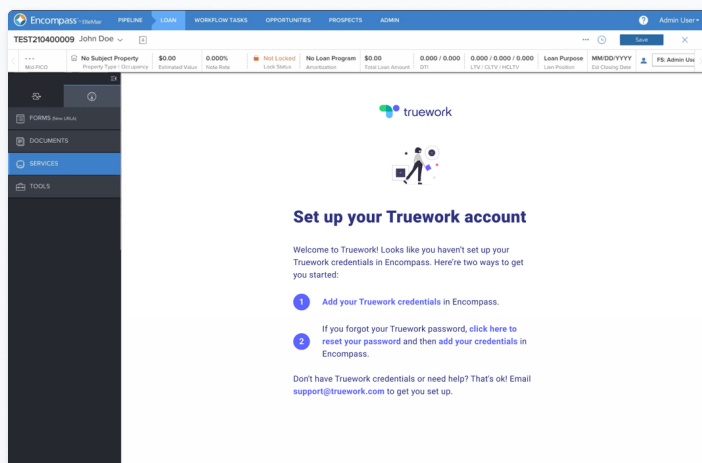 Encompass by EllieMae PIPELINE LOAN WORKFLOW TASKS OPPORTUNITIES PROSPECTS ADMIN ? Admin User
TEST210400009 John Doe ... Save
--- No Subject Property $0.00 0.000% Not Locked No Loan Program $0.00 0.000 / 0.000 0.000 / 0.000 / 0.000 Loan Purpose MM/DD/YYYY FS: Admin Use
Mid-FICO Property Type | Occupancy Estimated Value Note Rate Lock Status Amortization Total Loan Amount DTI LTV / CLTV / HCLTV Lien Position Est Closing Date
FORMS (New URLA)
DOCUMENTS
SERVICES
TOOLS
truework
Set up your Truework account
Welcome to Truework! Looks like you haven't set up your
Truework credentials in Encompass. Here're two ways to get
you started:
1 Add your Truework credentials in Encompass.
If you forgot your Truework password, click here to
2 reset your password and then add your credentials in
Encompass.
Don't have Truework credentials or need help? That's ok! Email
support@truework.com to get you set up.